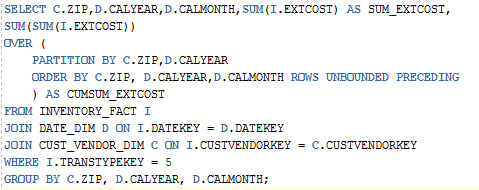 SELECT C.ZIP,D.CALYEAR,D.CALMONTH,SUM(I.EXTCOST) AS SUM_EXTCOST,
SUM(SUM(I.EXTCOST))
OVER (
PARTITION BY C.ZIP,D.CALYEAR
ORDER BY C.ZIP, D.CALYEAR,D.CALMONTH ROWS UNBOUNDED PRECEDING
) AS CUMSUM_EXTCOST
FROM INVENTORY_FACT I
JOIN DATE_DIM D ON I.DATEKEY = D.DATEKEY
JOIN CUST_VENDOR_DIM C ON I.CUSTVENDORKEY = C.CUSTVENDORKEY
WHERE I.TRANSTYPEKEY = 5
GROUP BY C.ZIP, D.CALYEAR, D.CALMONTH;